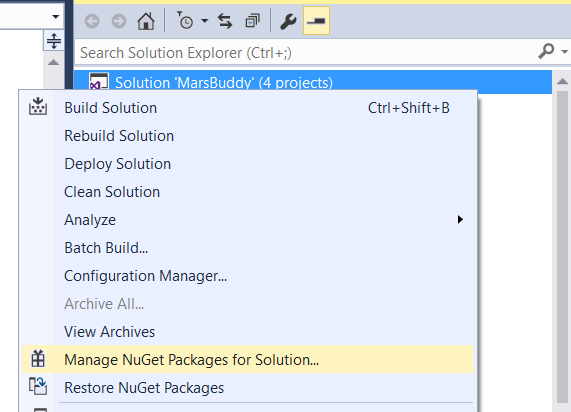 Search Solution Explorer (Ctrl+;)
Solution 'MarsBuddy' (4 projects)
Build Solution Ctrl+Shift+B
Rebuild Solution
Deploy Solution
Clean Solution
Analyze
Batch Build...
Configuration Manager...
Archive All...
View Archives
Manage NuGet Packages for Solution...
Restore NuGet Packages